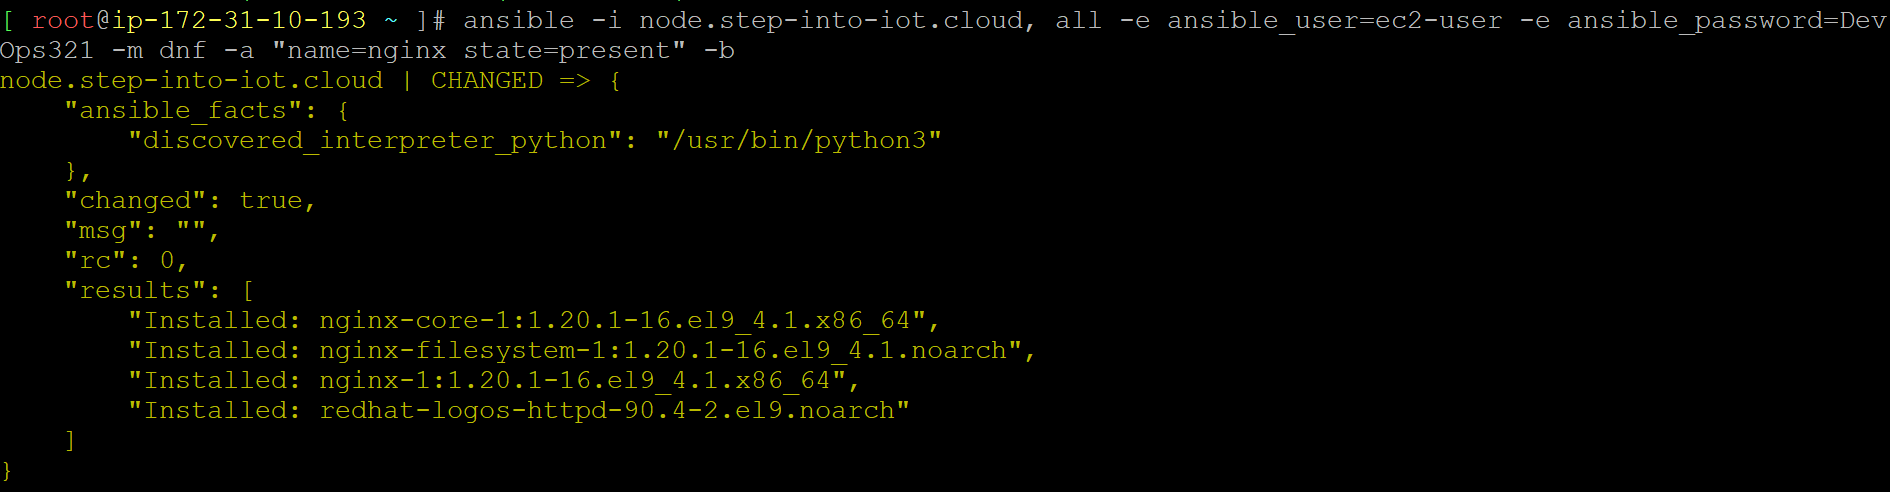 [ root@ip-172-31-10-193 ~ ]# ansible -i node.step-into-iot.cloud, all -e ansible_user=ec2-user -e ansible_password=Dev
Ops321 -m dnf -a "name=nginx state=present" -b
node.step-into-iot.cloud | CHANGED => {
    "ansible_facts": {
        "discovered_interpreter_python": "/usr/bin/python3"
    },
    "changed": true,
    "msg": "",
    "rc": 0,
    "results": [
        "Installed: nginx-core-1:1.20.1-16.el9_4.1.x86_64",
        "Installed: nginx-filesystem-1:1.20.1-16.el9_4.1.noarch",
        "Installed: nginx-1:1.20.1-16.el9_4.1.x86_64",
        "Installed: redhat-logos-httpd-90.4-2.el9.noarch"
    ]
}